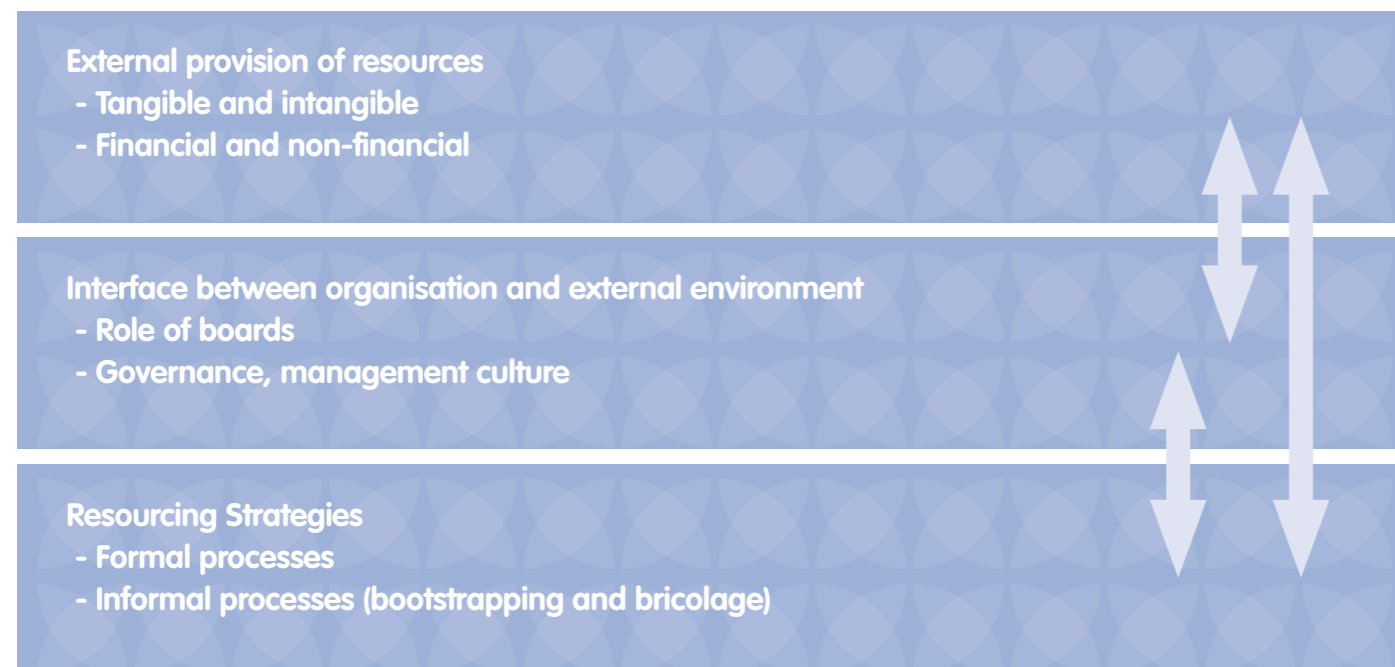 External provision of resources
- Tangible and intangible
- Financial and non-financial
Interface between organisation and external environment
- Role of boards
- Governance, management culture
Resourcing Strategies
- Formal processes
- Informal processes (bootstrapping and bricolage)